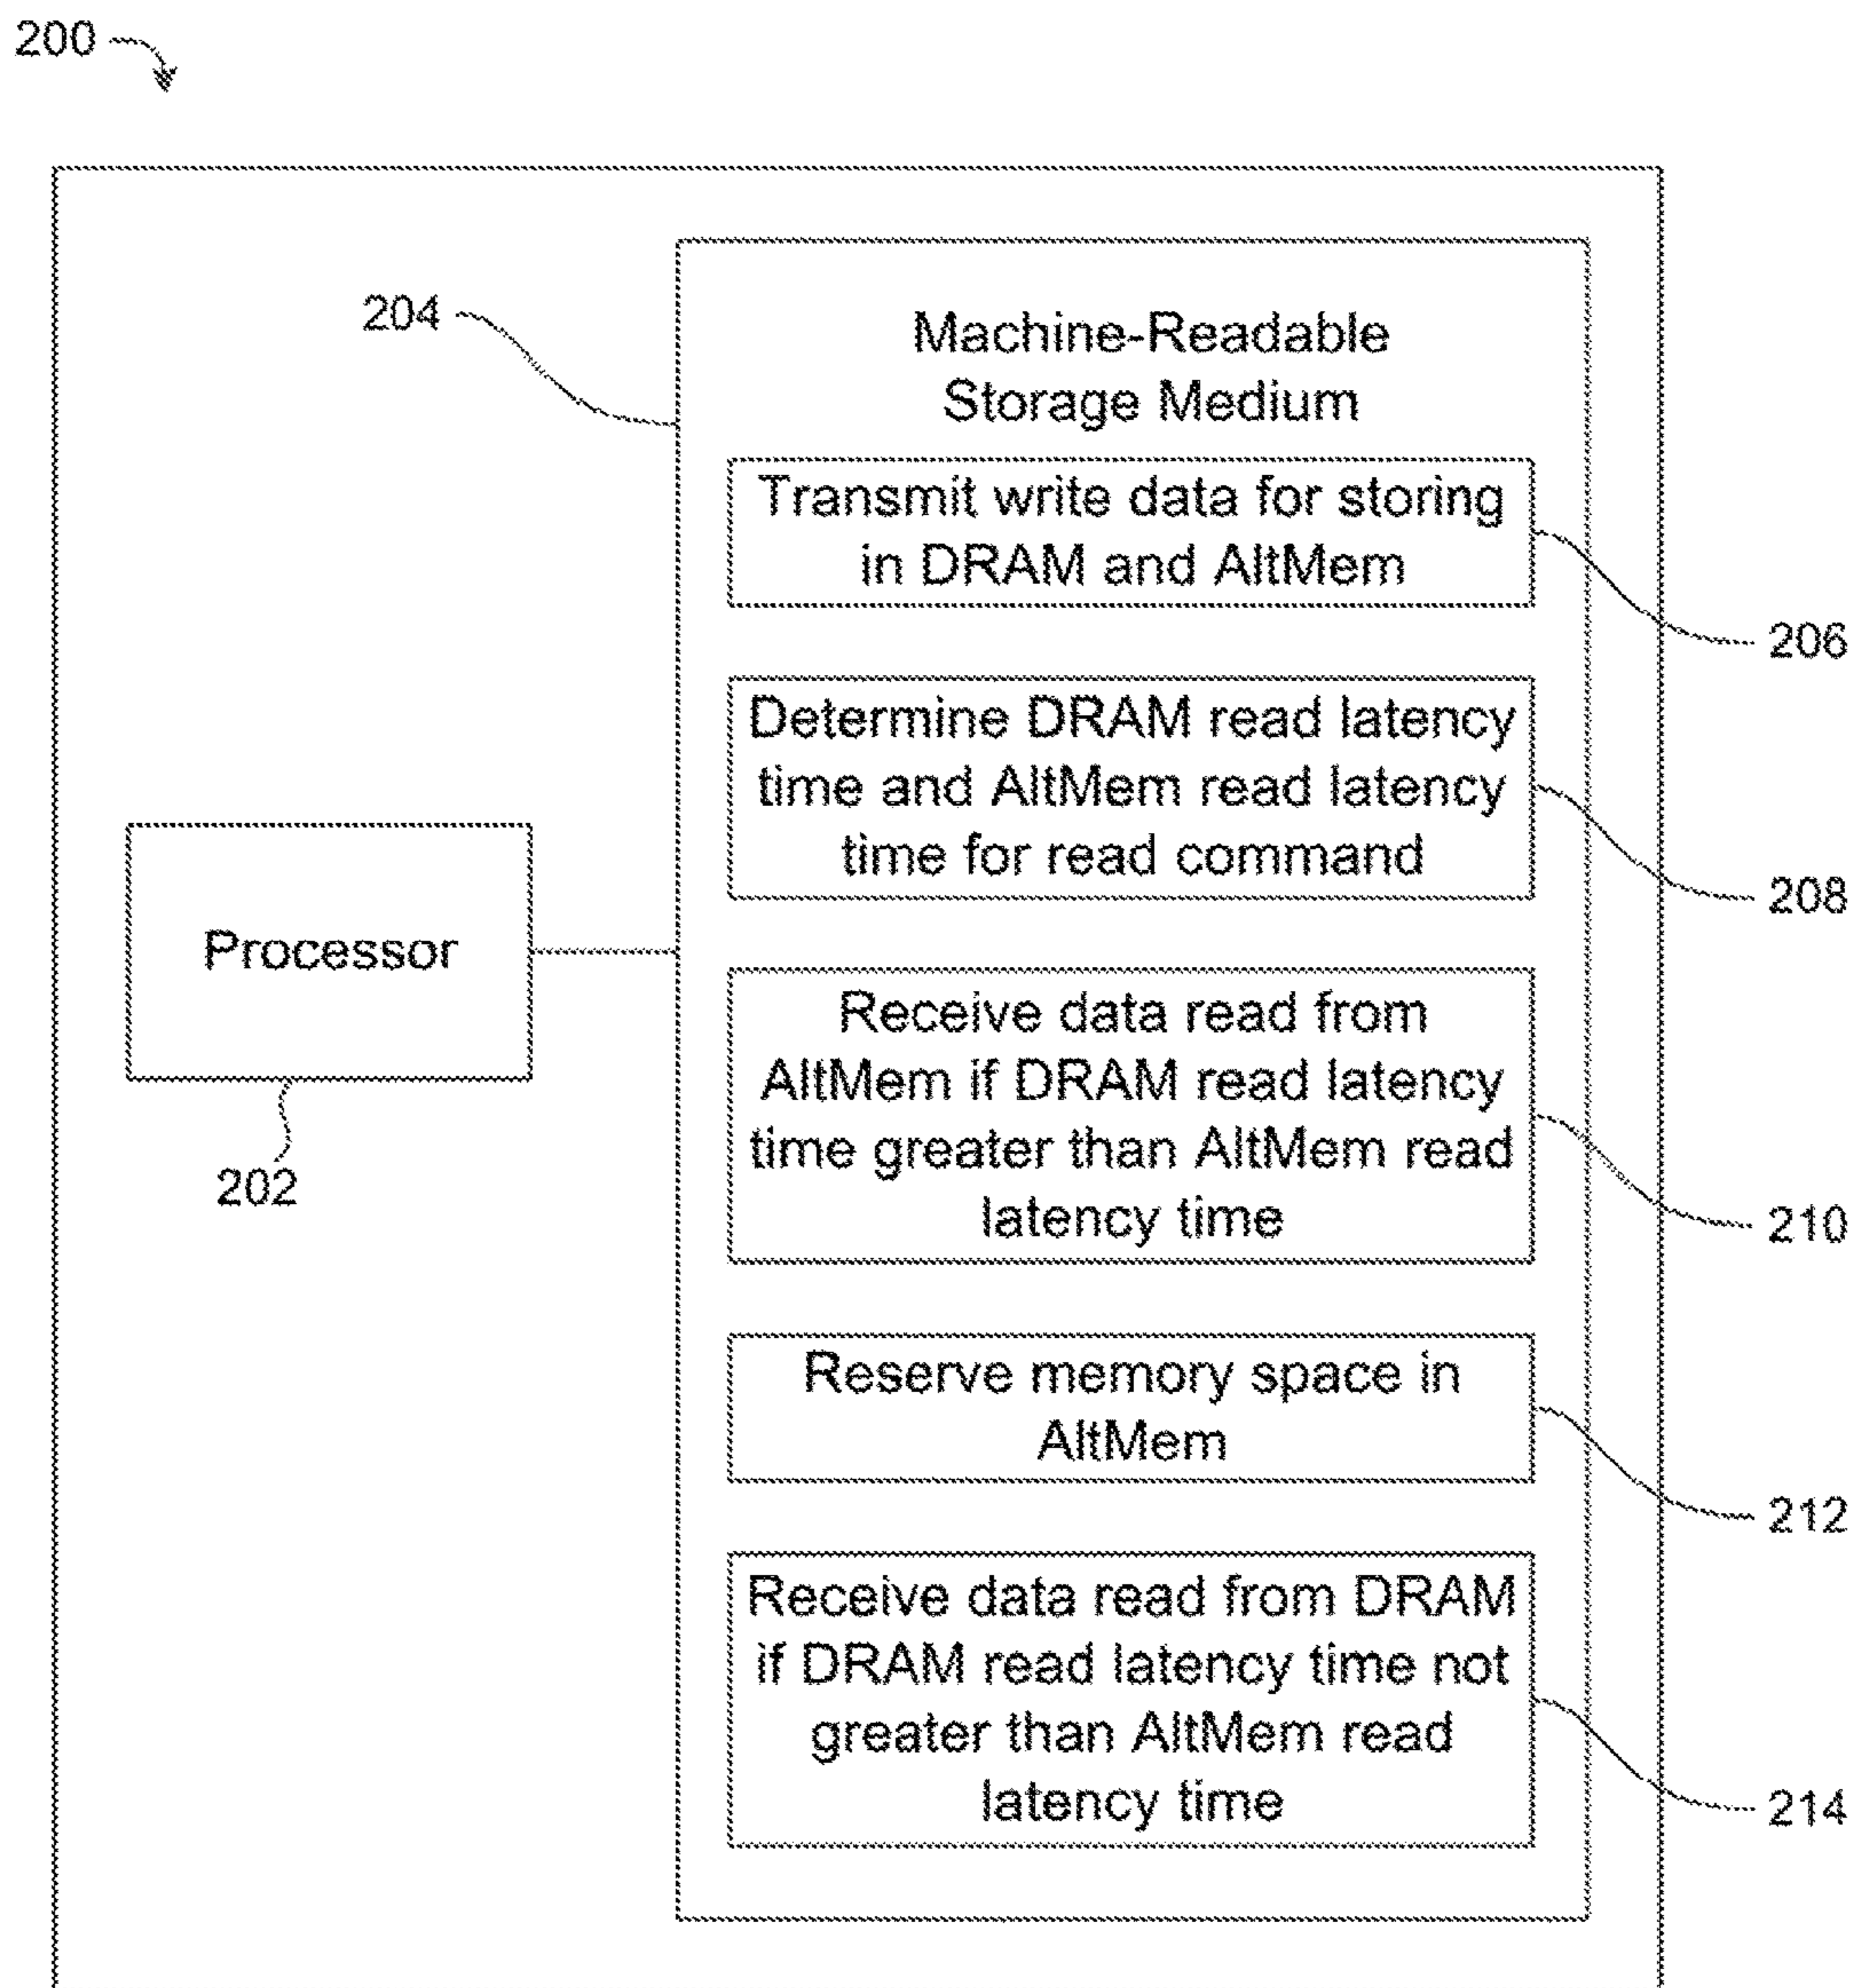 200
204
Machine-Readable
Storage Medium
Transmit write data for storing
in DRAM and AltMem
206
Determine DRAM read latency
time and AltMem read latency
time for read command
208
Processor
202
Receive data read from
AltMem if DRAM read latency
time greater than AltMem read
latency time
210
Reserve memory space in
AltMem
212
Receive data read from DRAM
if DRAM read latency time not
greater than AltMem read
latency time
214